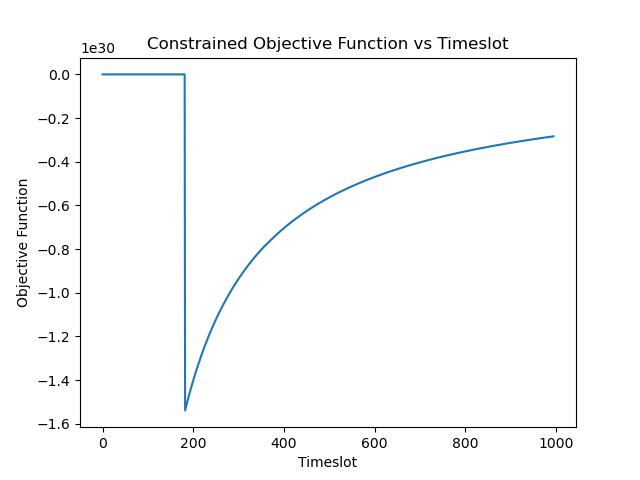 Constrained Objective Function vs Timeslot
1e30
0.0
−0.2
−0.4
−0.6
−0.8
−1.0
−1.2
−1.4
−1.6
Objective Function
0 200 400 600 800 1000
Timeslot